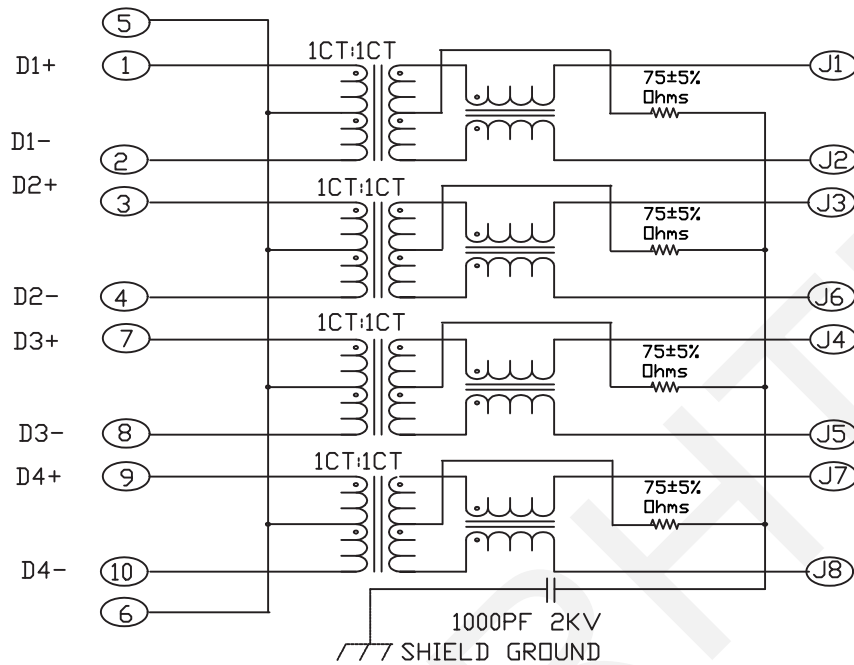 5
1CT:1CT
D1+ 1 J1
75±5%
Ohms
D1-
2 J2
D2+
1CT:1CT
3 J3
75±5%
Ohms
D2- 4 J6
1CT:1CT
D3+ 7 J4
75±5%
Ohms
D3- 8 J5
1CT:1CT
D4+ 9 J7
75±5%
Ohms
D4- 10 J8
6
1000PF 2KV
SHIELD GROUND